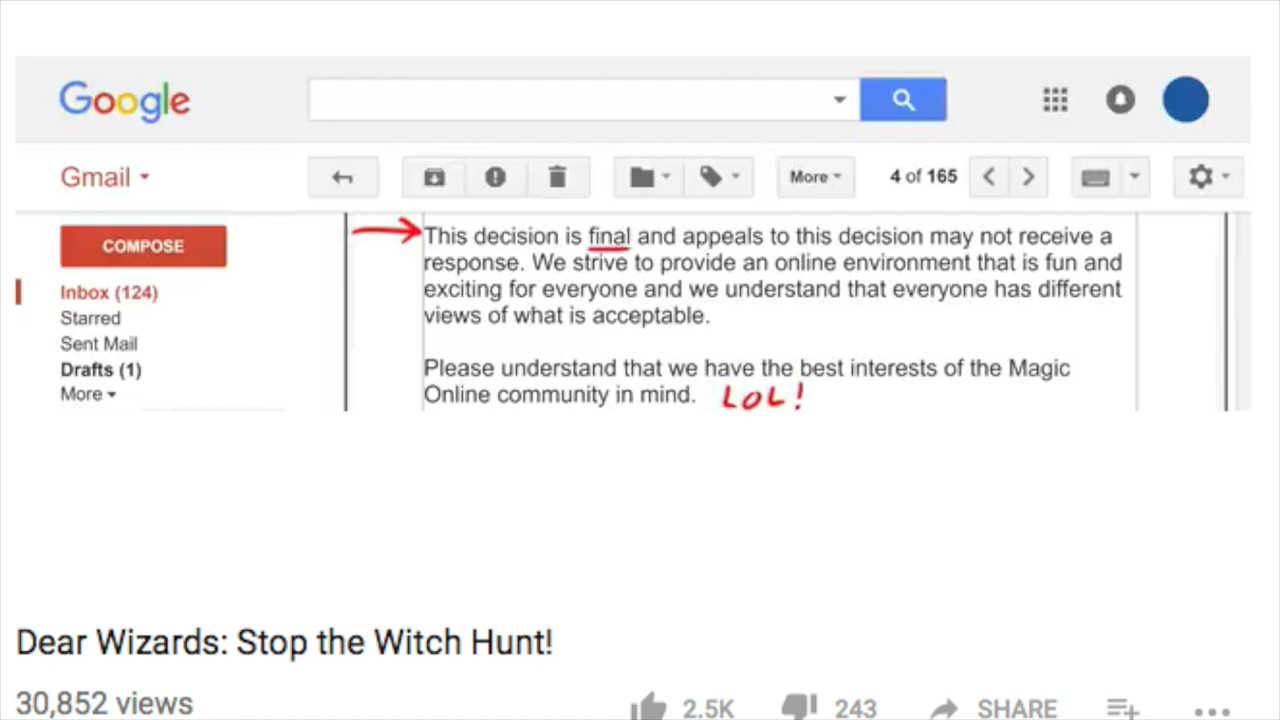 Google
Gmail
More
4 of 165
COMPOSE
Inbox (124)
Starred
Sent Mail
Drafts (1)
More
This decision is final and appeals to this decision may not receive a
response. We strive to provide an online environment that is fun and
exciting for everyone and we understand that everyone has different
views of what is acceptable.
Please understand that we have the best interests of the Magic
Online community in mind. LOL!
Dear Wizards: Stop the Witch Hunt!
30,852 views
2.5K
243
SHARE